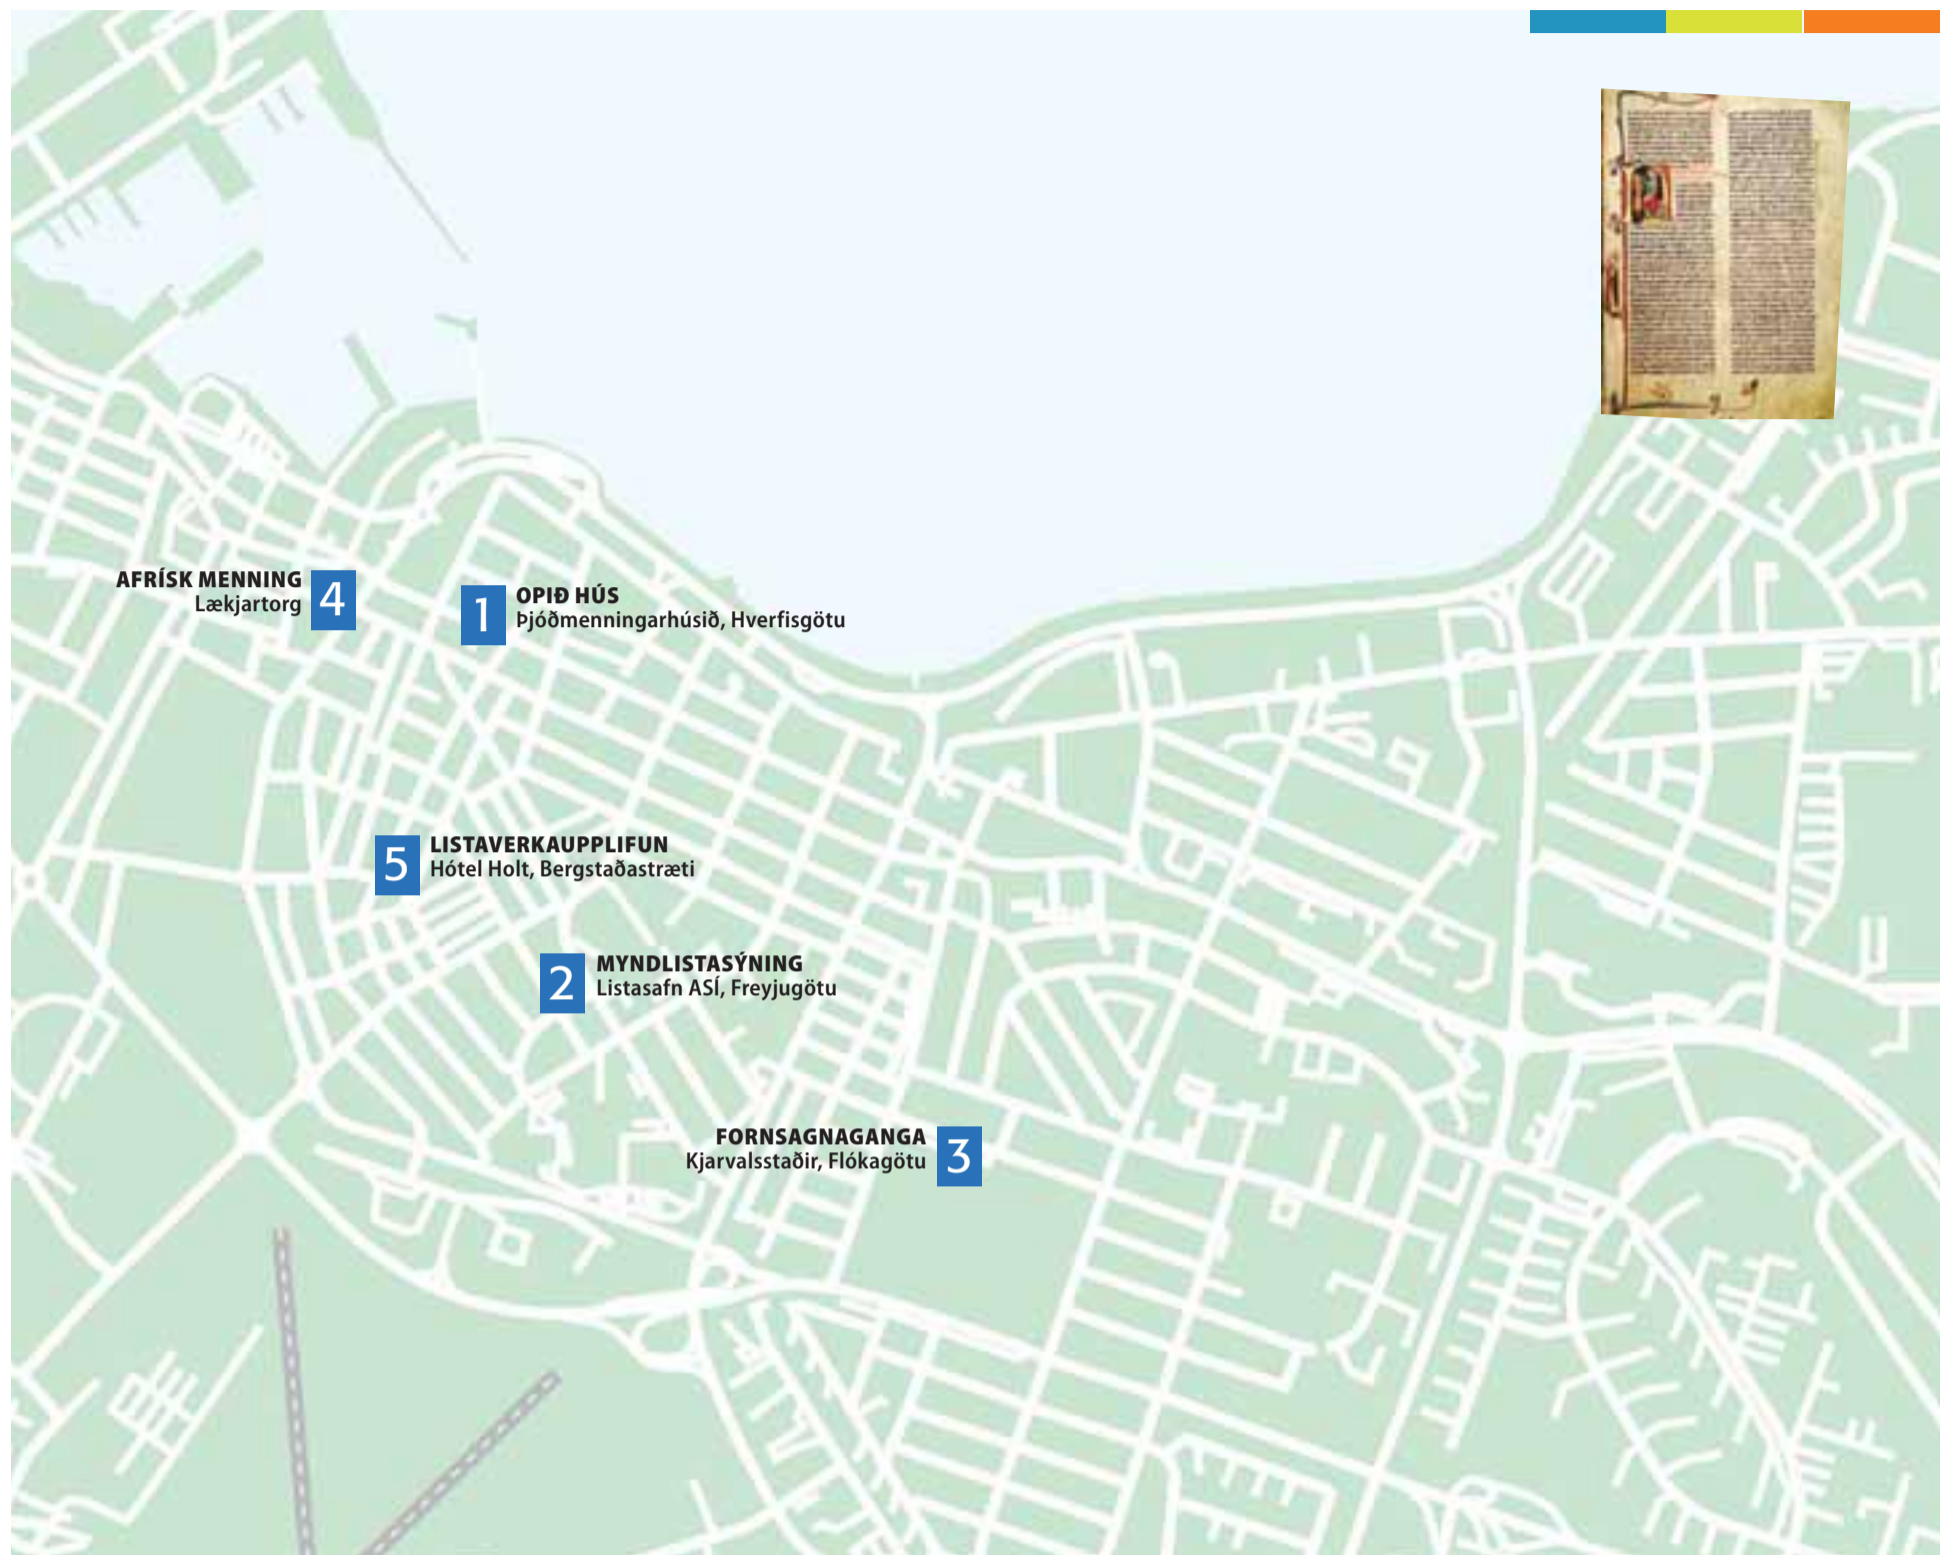 AFRÍSK MENNING
Lækjartorg
4
1
OPIÐ HÚS
Þjóðmenningarhúsið, Hverfisgötu
5
LISTAVERKAUPPLIFUN
Hótel Holt, Bergstaðastræti
2
MYNDLISTASÝNING
Listasafn ASÍ, Freyjugötu
FORNSAGNAGANGA
Kjarvalsstaðir, Flókagötu
3